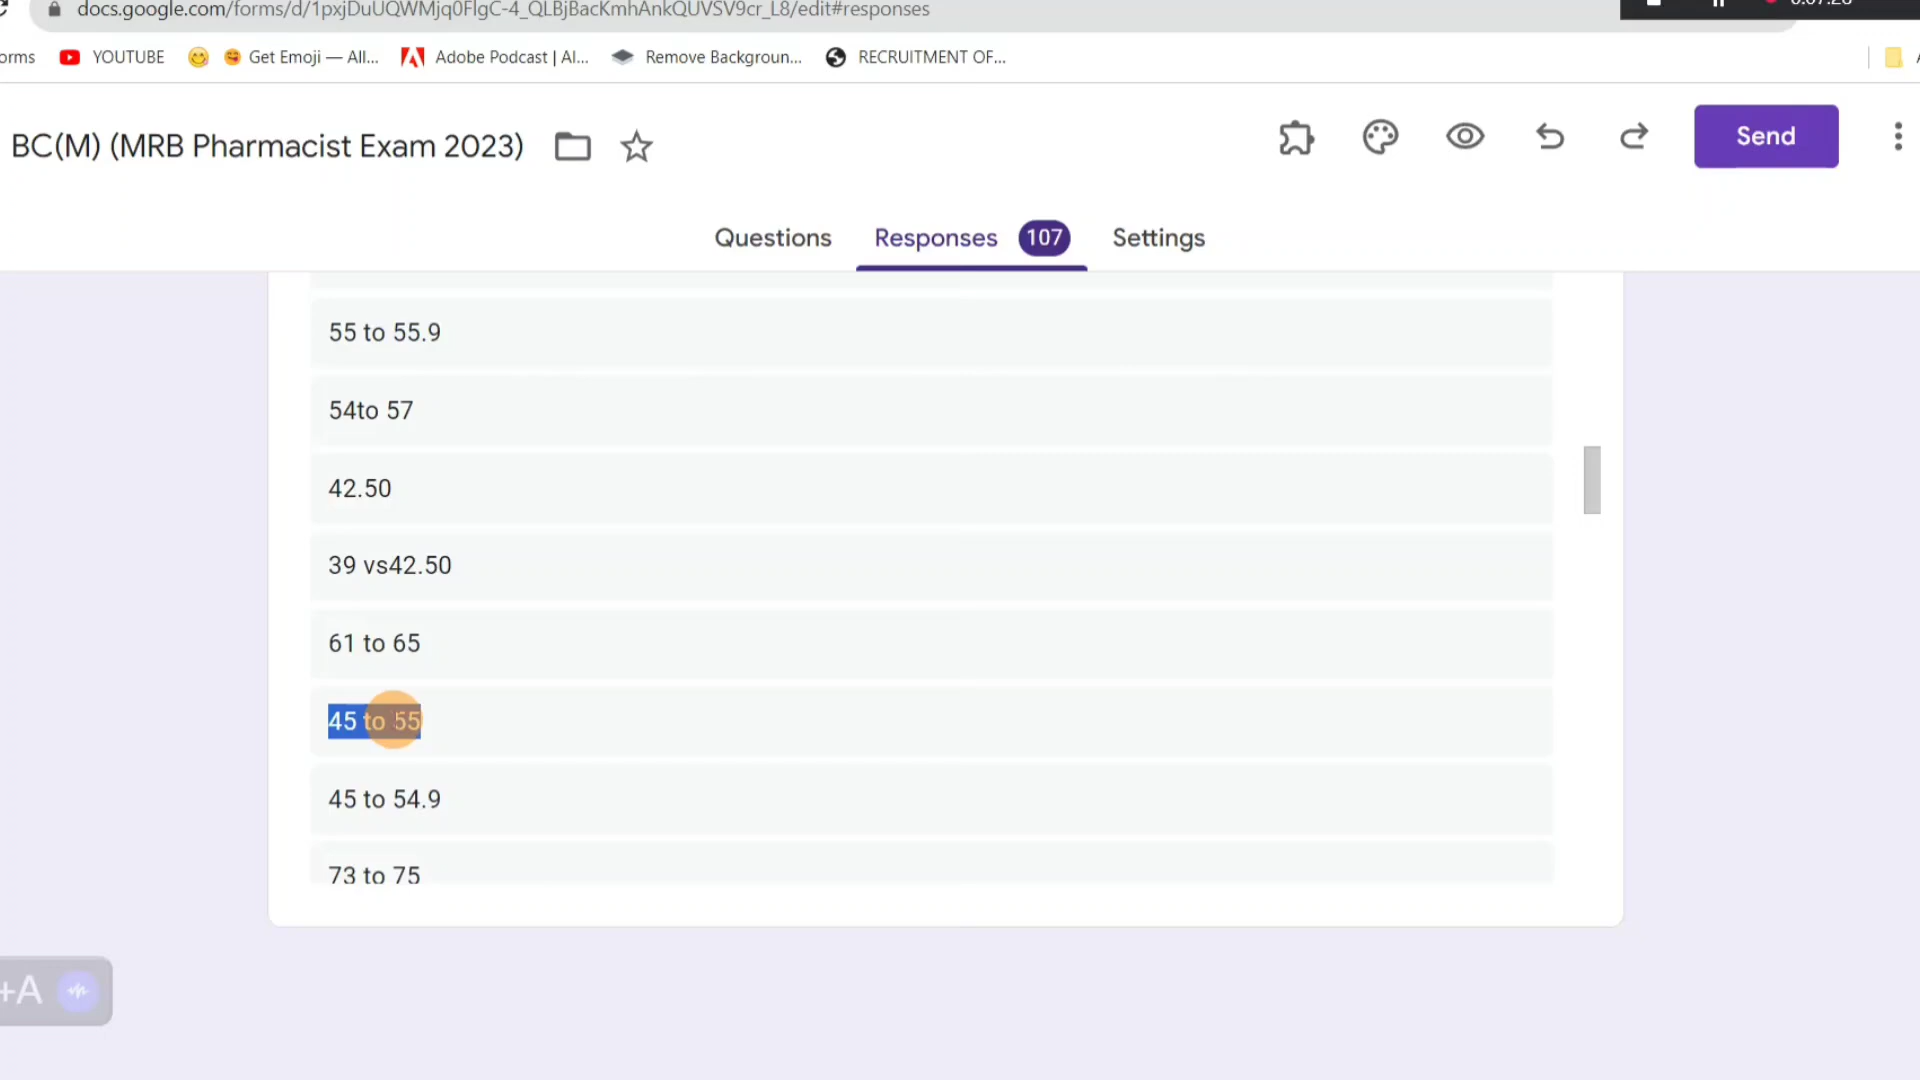 docs.google.com/forms/d/1pxjDuUQWMjq0FlgC-4_QLBjBacKmhAnkQUVSV9cr_L8/edit#responses
orms YOUTUBE Get Emoji — All... Adobe Podcast | AI... Remove Backgroun... RECRUITMENT OF...
BC(M) (MRB Pharmacist Exam 2023) Send
Questions Responses 107 Settings
55 to 55.9
54to 57
42.50
39 vs42.50
61 to 65
45 to 55
45 to 54.9
73 to 75
+A